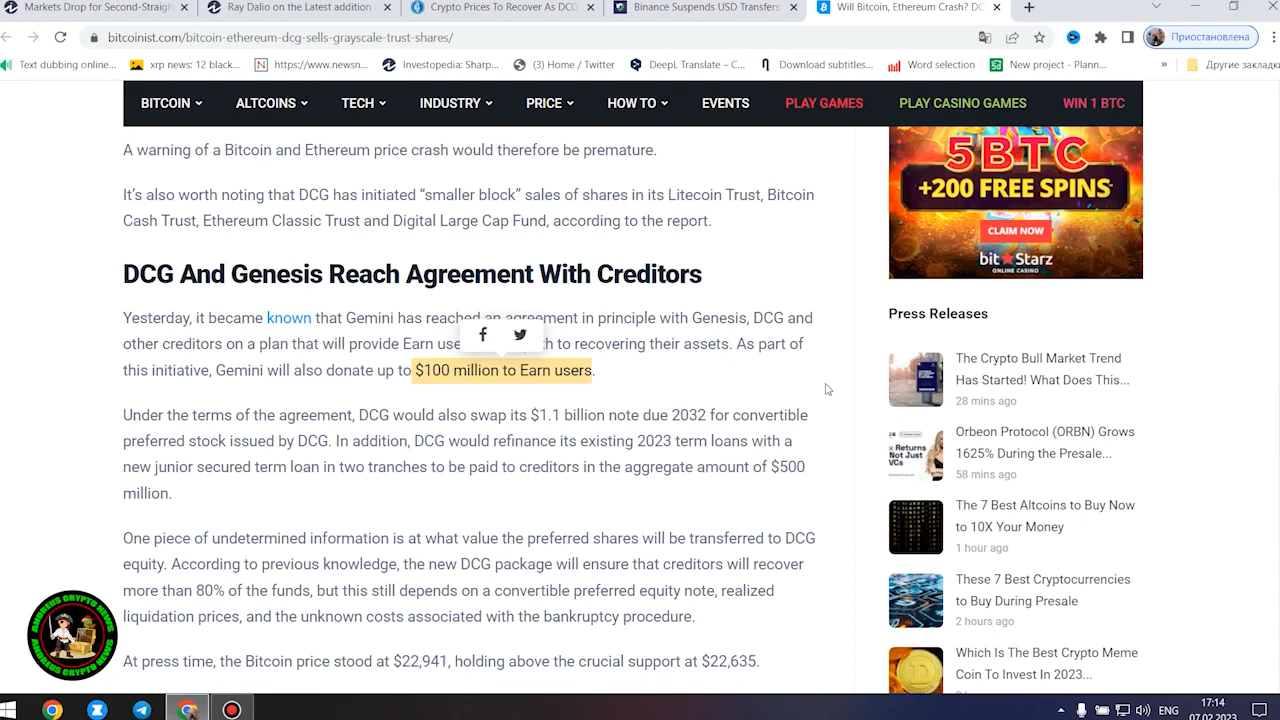 Markets Drop for Second-Straigh
Ray Dalio on the Latest addition
Crypto Prices To Recover As DCG
Binance Suspends USD Transfers
Will Bitcoin, Ethereum Crash? DC
bitcoinist.com/bitcoin-ethereum-dcg-sells-grayscale-trust-shares/
Приостановлена
Text dubbing online...
xrp news: 12 black...
https://www.newsn...
Investopedia: Sharp...
(3) Home / Twitter
DeepL Translate – C...
Download subtitles...
Word selection
New project - Plann...
»
Другие закладки
BITCOIN
ALTCOINS
TECH
INDUSTRY
PRICE
HOW TO
EVENTS
PLAY GAMES
PLAY CASINO GAMES
WIN 1 BTC
A warning of a Bitcoin and Ethereum price crash would therefore be premature.
It’s also worth noting that DCG has initiated “smaller block” sales of shares in its Litecoin Trust, Bitcoin
Cash Trust, Ethereum Classic Trust and Digital Large Cap Fund, according to the report.
DCG And Genesis Reach Agreement With Creditors
Yesterday, it became known that Gemini has reached an agreement in principle with Genesis, DCG and
other creditors on a plan that will provide Earn use th to recovering their assets. As part of
this initiative, Gemini will also donate up to $100 million to Earn users.
Under the terms of the agreement, DCG would also swap its $1.1 billion note due 2032 for convertible
preferred stock issued by DCG. In addition, DCG would refinance its existing 2023 term loans with a
new junior secured term loan in two tranches to be paid to creditors in the aggregate amount of $500
million.
One piece of indetermined information is at what value the preferred shares will be transferred to DCG
equity. According to previous knowledge, the new DCG package will ensure that creditors will recover
more than 80% of the funds, but this still depends on a convertible preferred equity note, realized
liquidation prices, and the unknown costs associated with the bankruptcy procedure.
At press time, the Bitcoin price stood at $22,941, holding above the crucial support at $22,635.
5BTC
+200 FREE SPINS
CLAIM NOW
bit starz
ONLINE CASINO
Press Releases
The Crypto Bull Market Trend
Has Started! What Does This...
28 mins ago
Returns
Not Just
VCs
Orbeon Protocol (ORBN) Grows
1625% During the Presale...
58 mins ago
The 7 Best Altcoins to Buy Now
to 10X Your Money
1 hour ago
These 7 Best Cryptocurrencies
to Buy During Presale
2 hours ago
Which Is The Best Crypto Meme
Coin To Invest In 2023...
ANDREUS CRYPTO NEWS
ANDREUS CRYPTO NEWS
ENG
17:14
07.02.2023